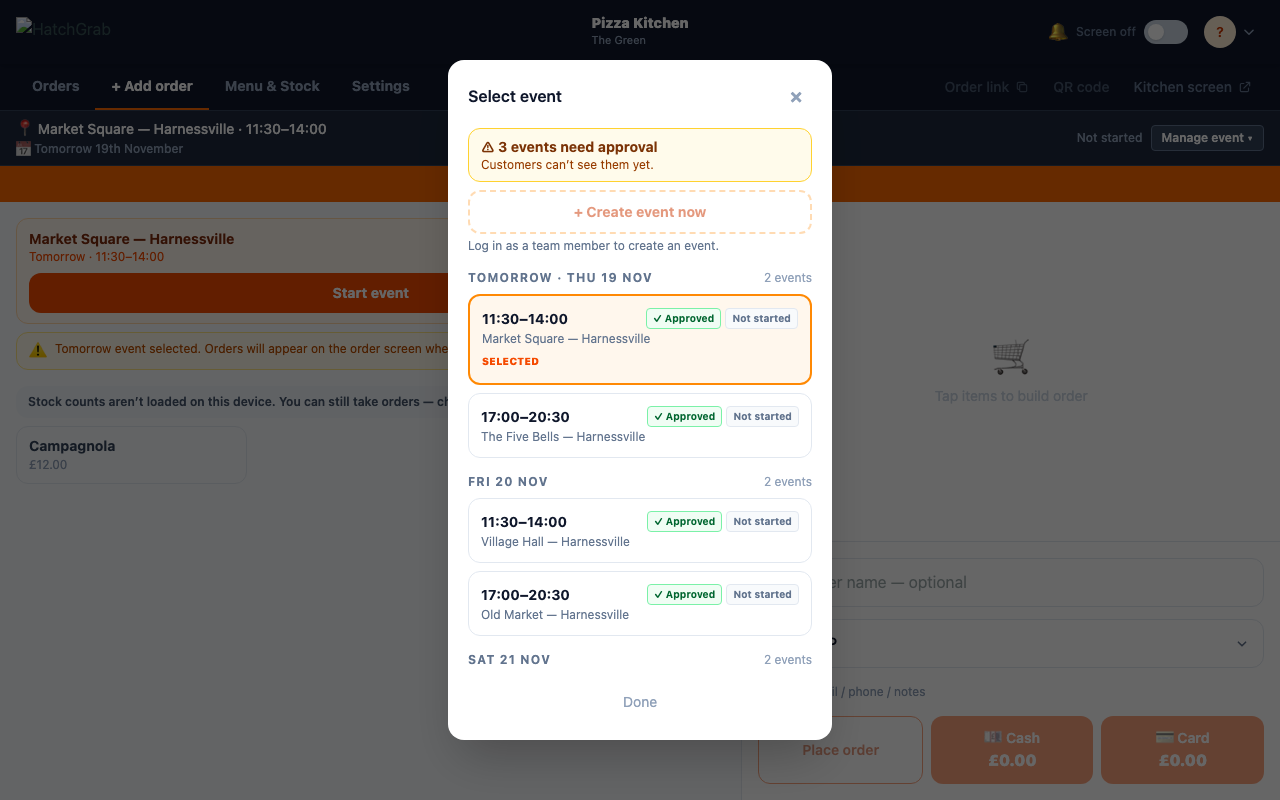 HatchGrab
Pizza Kitchen
The Green
Screen off
?
Orders
+ Add order
Menu & Stock
Settings
Order link
QR code
Kitchen screen
Market Square — Harnessville · 11:30–14:00
Tomorrow 19th November
Not started
Manage event ▾
Market Square — Harnessville
Tomorrow · 11:30–14:00
Start event
Tomorrow event selected. Orders will appear on the order screen
Stock counts aren't loaded on this device. You can still take orders —
Campagnola
£12.00
Select event
×
⚠ 3 events need approval
Customers can't see them yet.
+ Create event now
Log in as a team member to create an event.
TOMORROW · THU 19 NOV
2 events
11:30–14:00
✓ Approved
Not started
Market Square — Harnessville
SELECTED
17:00–20:30
✓ Approved
Not started
The Five Bells — Harnessville
FRI 20 NOV
2 events
11:30–14:00
✓ Approved
Not started
Village Hall — Harnessville
17:00–20:30
✓ Approved
Not started
Old Market — Harnessville
SAT 21 NOV
2 events
Done
Tap items to build order
name — optional
/ phone / notes
Place order
Cash
£0.00
Card
£0.00